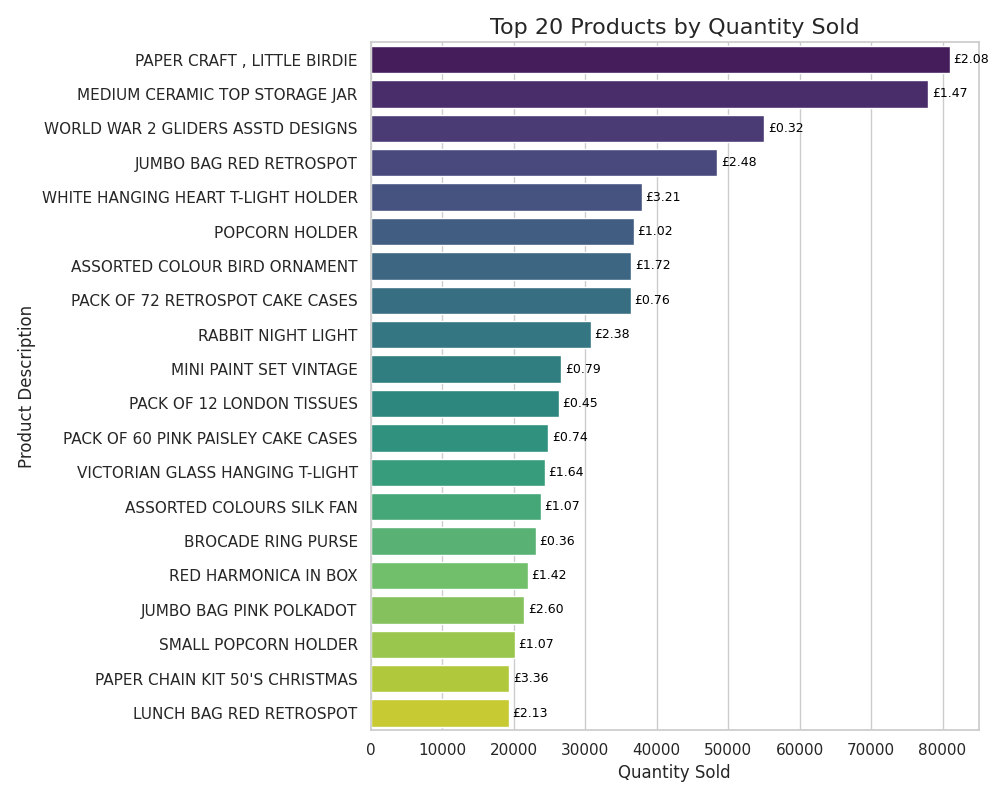 Top 20 Products by Quantity Sold
PAPER CRAFT , LITTLE BIRDIE £2.08
MEDIUM CERAMIC TOP STORAGE JAR £1.47
WORLD WAR 2 GLIDERS ASSTD DESIGNS £0.32
JUMBO BAG RED RETROSPOT £2.48
WHITE HANGING HEART T-LIGHT HOLDER £3.21
POPCORN HOLDER £1.02
ASSORTED COLOUR BIRD ORNAMENT £1.72
PACK OF 72 RETROSPOT CAKE CASES £0.76
RABBIT NIGHT LIGHT £2.38
MINI PAINT SET VINTAGE £0.79
PACK OF 12 LONDON TISSUES £0.45
PACK OF 60 PINK PAISLEY CAKE CASES £0.74
VICTORIAN GLASS HANGING T-LIGHT £1.64
ASSORTED COLOURS SILK FAN £1.07
BROCADE RING PURSE £0.36
RED HARMONICA IN BOX £1.42
JUMBO BAG PINK POLKADOT £2.60
SMALL POPCORN HOLDER £1.07
PAPER CHAIN KIT 50'S CHRISTMAS £3.36
LUNCH BAG RED RETROSPOT £2.13
0 10000 20000 30000 40000 50000 60000 70000 80000
Quantity Sold
Product Description